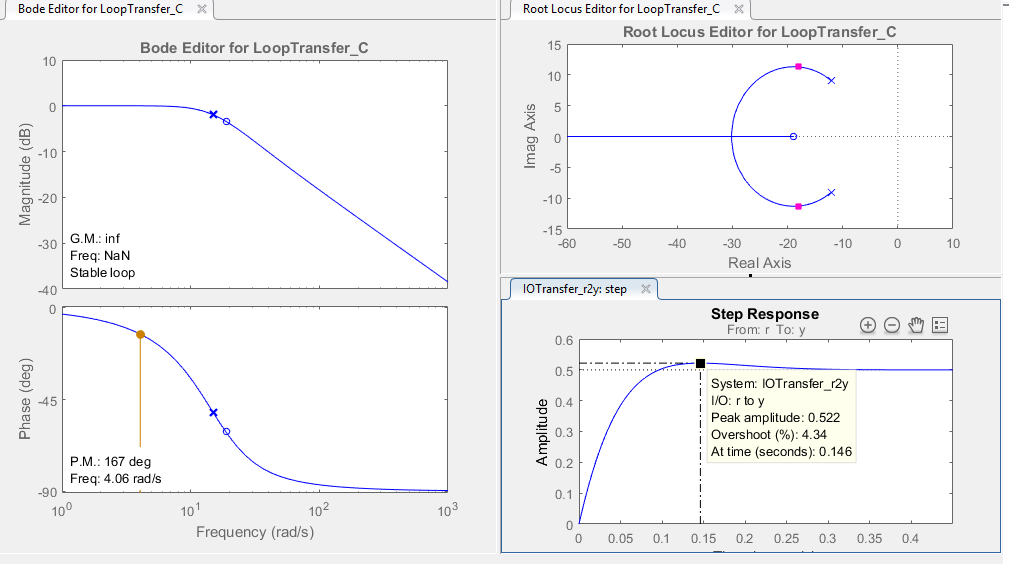 Bode Editor for LoopTransfer_C
Bode Editor for LoopTransfer_C
10
0
-10
-20
-30
-40
Magnitude (dB)
G.M.: inf
Freq: NaN
Stable loop
0
-45
-90
Phase (deg)
P.M.: 167 deg
Freq: 4.06 rad/s
10^0
10^1
10^2
10^3
Frequency (rad/s)
Root Locus Editor for LoopTransfer_C
Root Locus Editor for LoopTransfer_C
15
10
5
0
-5
-10
-15
Imag Axis
-60 -50 -40 -30 -20 -10 0 10
Real Axis
IOTransfer_r2y: step
Step Response
From: r To: y
0.6
0.5
0.4
0.3
0.2
0.1
0
Amplitude
System: IOTransfer_r2y
I/O: r to y
Peak amplitude: 0.522
Overshoot (%): 4.34
At time (seconds): 0.146
0 0.05 0.1 0.15 0.2 0.25 0.3 0.35 0.4